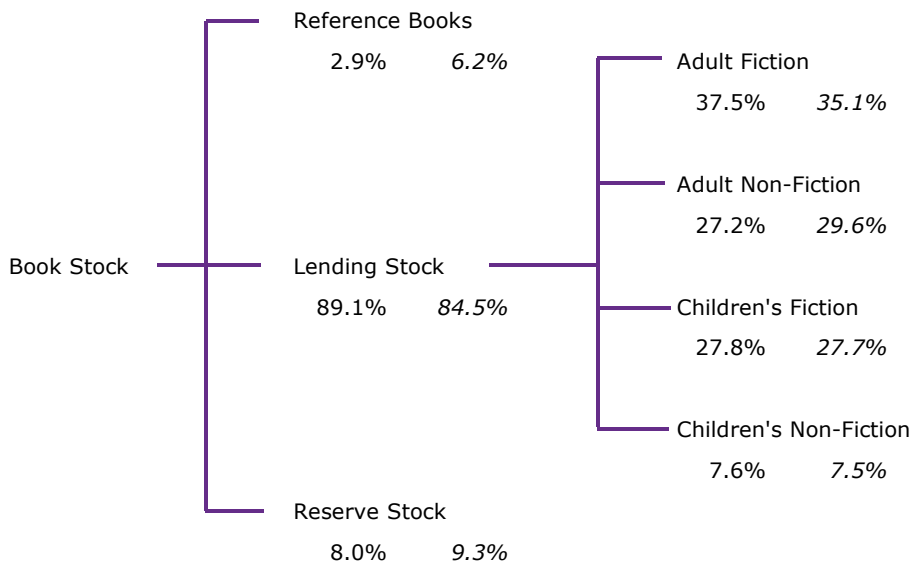 Reference Books
2.9% 6.2%
Adult Fiction
37.5% 35.1%
Adult Non-Fiction
27.2% 29.6%
Book Stock
Lending Stock
89.1% 84.5%
Children's Fiction
27.8% 27.7%
Children's Non-Fiction
7.6% 7.5%
Reserve Stock
8.0% 9.3%